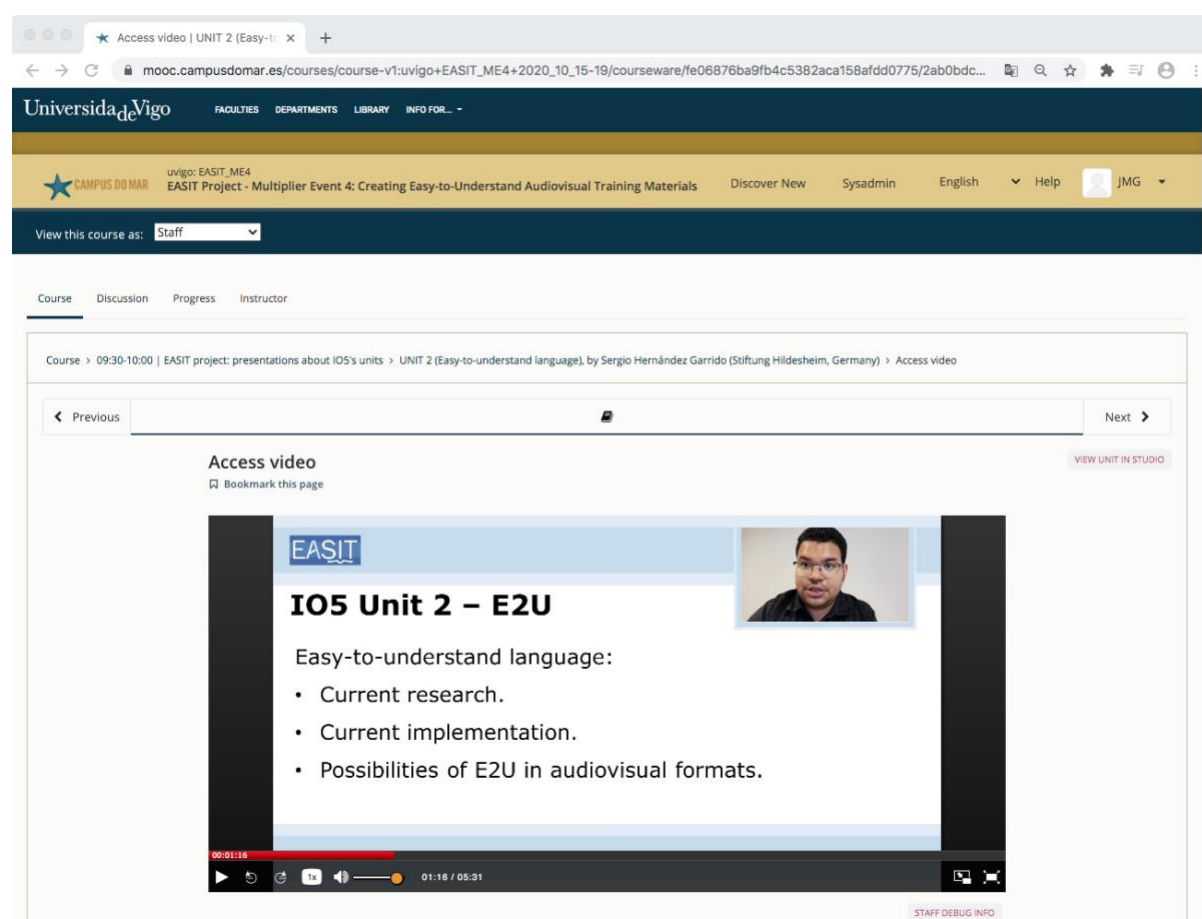 Access video | UNIT 2 (Easy-to
mooc.campusdomar.es/courses/course-v1:uvigo+EASIT_ME4+2020_10_15-19/courseware/fe06876ba9fb4c5382aca158afdd0775/2ab0bdc...
UniversidadeVigo FACULTIES DEPARTMENTS LIBRARY INFO FOR...
CAMPUS DO MAR
uvigo: EASIT_ME4
EASIT Project - Multiplier Event 4: Creating Easy-to-Understand Audiovisual Training Materials Discover New Sysadmin English Help JMG
View this course as: Staff
Course Discussion Progress Instructor
Course > 09:30-10:00 | EASIT project: presentations about IO5's units > UNIT 2 (Easy-to-understand language), by Sergio Hernández Garrido (Stiftung Hildesheim, Germany) > Access video
Previous Next
Access video VIEW UNIT IN STUDIO
Bookmark this page
EASIT
IO5 Unit 2 – E2U
Easy-to-understand language:
• Current research.
• Current implementation.
• Possibilities of E2U in audiovisual formats.
00:01:16
1x 01:16 / 05:31
STAFF DEBUG INFO